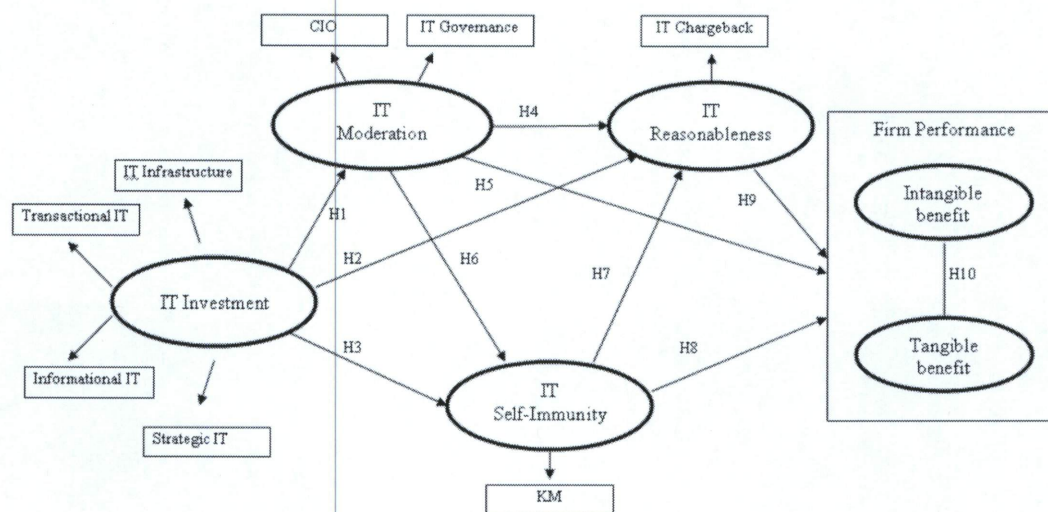 CIO
IT Governance
IT Chargeback
IT
Moderation
H4
IT
Reasonableness
Firm Performance
IT Infrastructure
Transactional IT
H1
H2
H5
H6
H7
H9
Intangible
benefit
H10
IT Investment
H3
H8
Tangible
benefit
Informational IT
Strategic IT
IT
Self-Immunity
KM